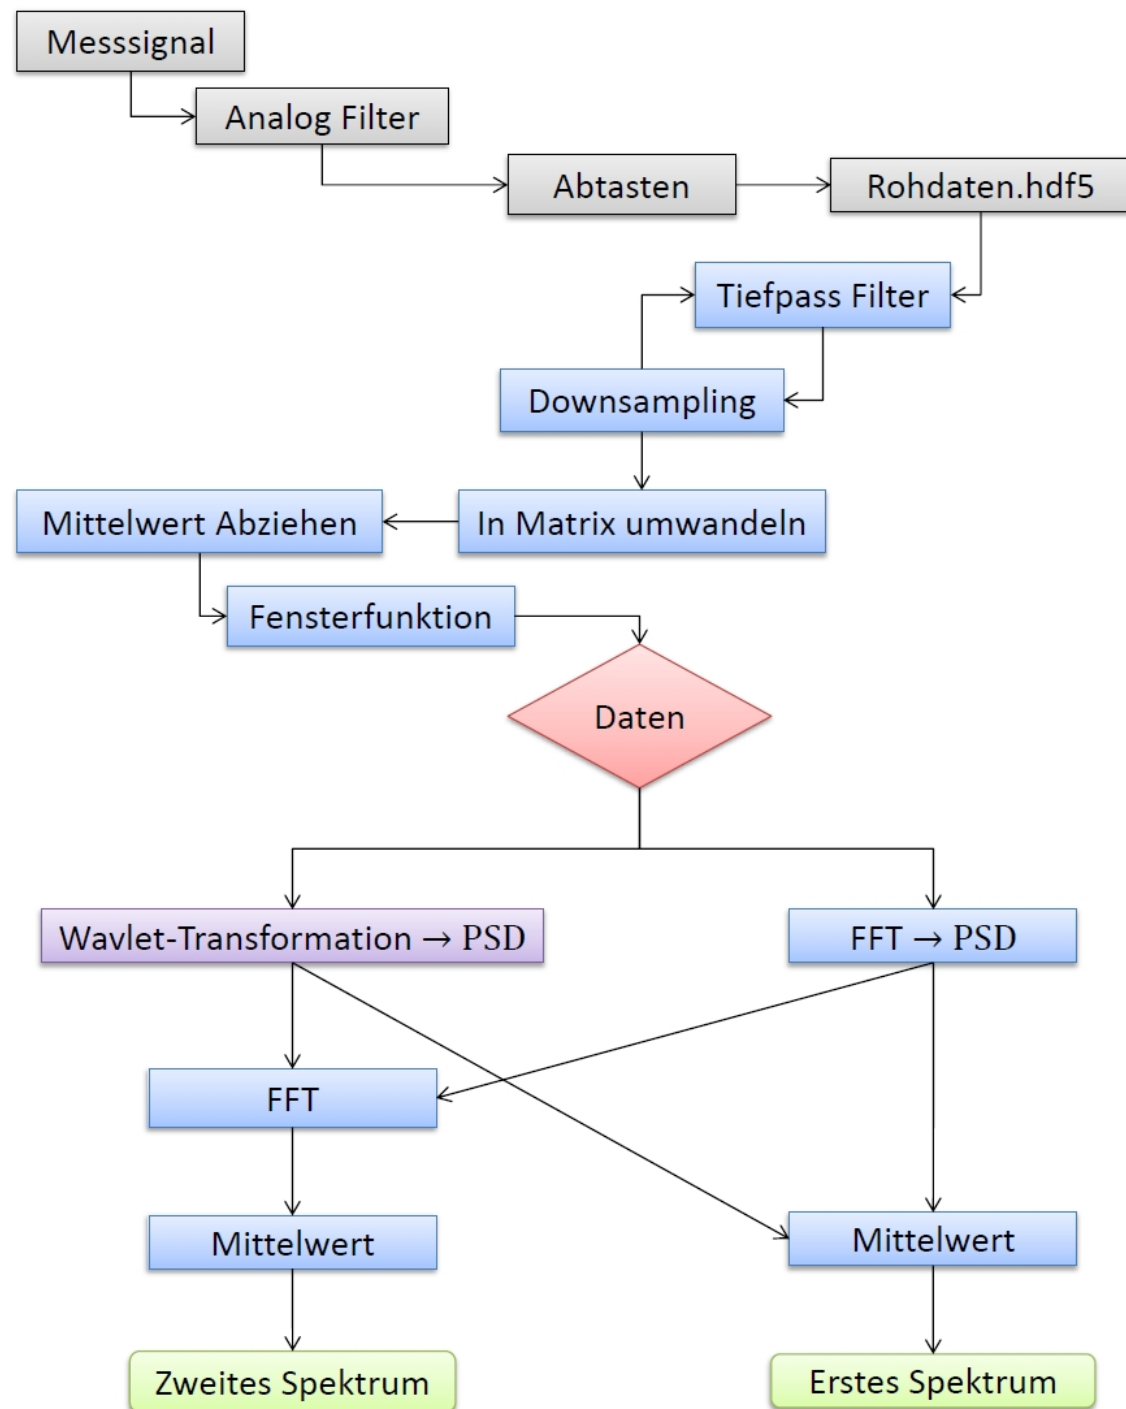 Messsignal
Analog Filter
Abtasten
Rohdaten.hdf5
Tiefpass Filter
Downsampling
In Matrix umwandeln
Mittelwert Abziehen
Fensterfunktion
Daten
Wavlet-Transformation → PSD
FFT → PSD
FFT
Mittelwert
Mittelwert
Zweites Spektrum
Erstes Spektrum